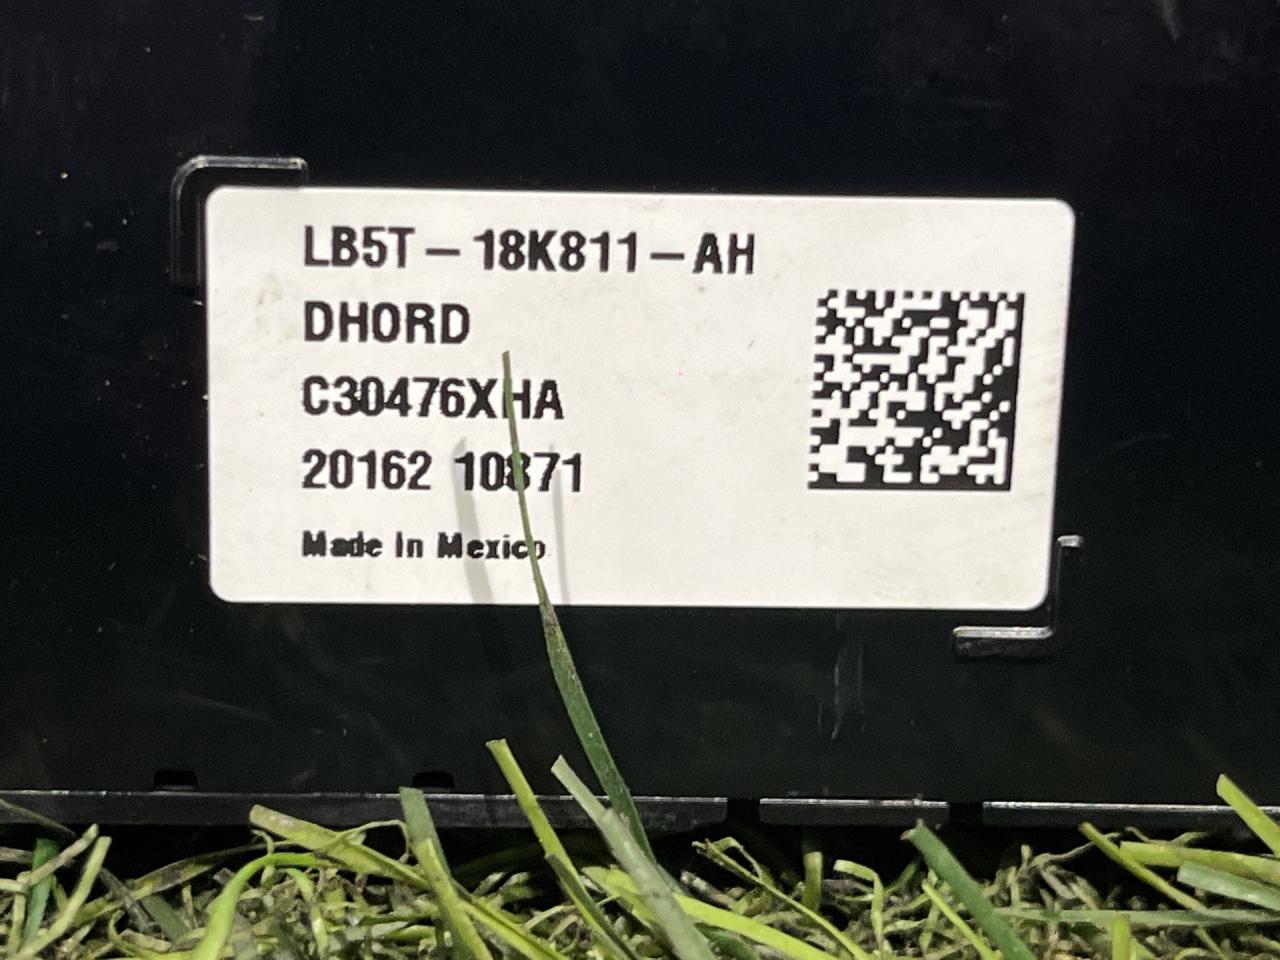 LB5T-18K811-AH
DHORD
C30476XHA
20162 10871
Made In Mexico